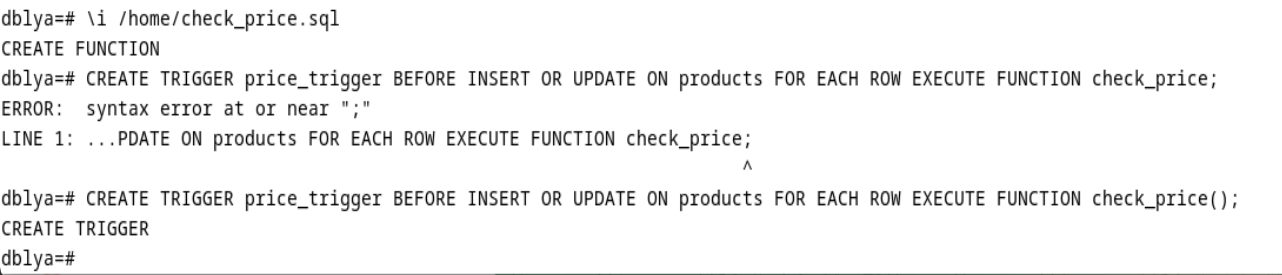 dblya=# \i /home/check_price.sql
CREATE FUNCTION
dblya=# CREATE TRIGGER price_trigger BEFORE INSERT OR UPDATE ON products FOR EACH ROW EXECUTE FUNCTION check_price;
ERROR:  syntax error at or near ";"
LINE 1: ...PDATE ON products FOR EACH ROW EXECUTE FUNCTION check_price;
^
dblya=# CREATE TRIGGER price_trigger BEFORE INSERT OR UPDATE ON products FOR EACH ROW EXECUTE FUNCTION check_price();
CREATE TRIGGER
dblya=#